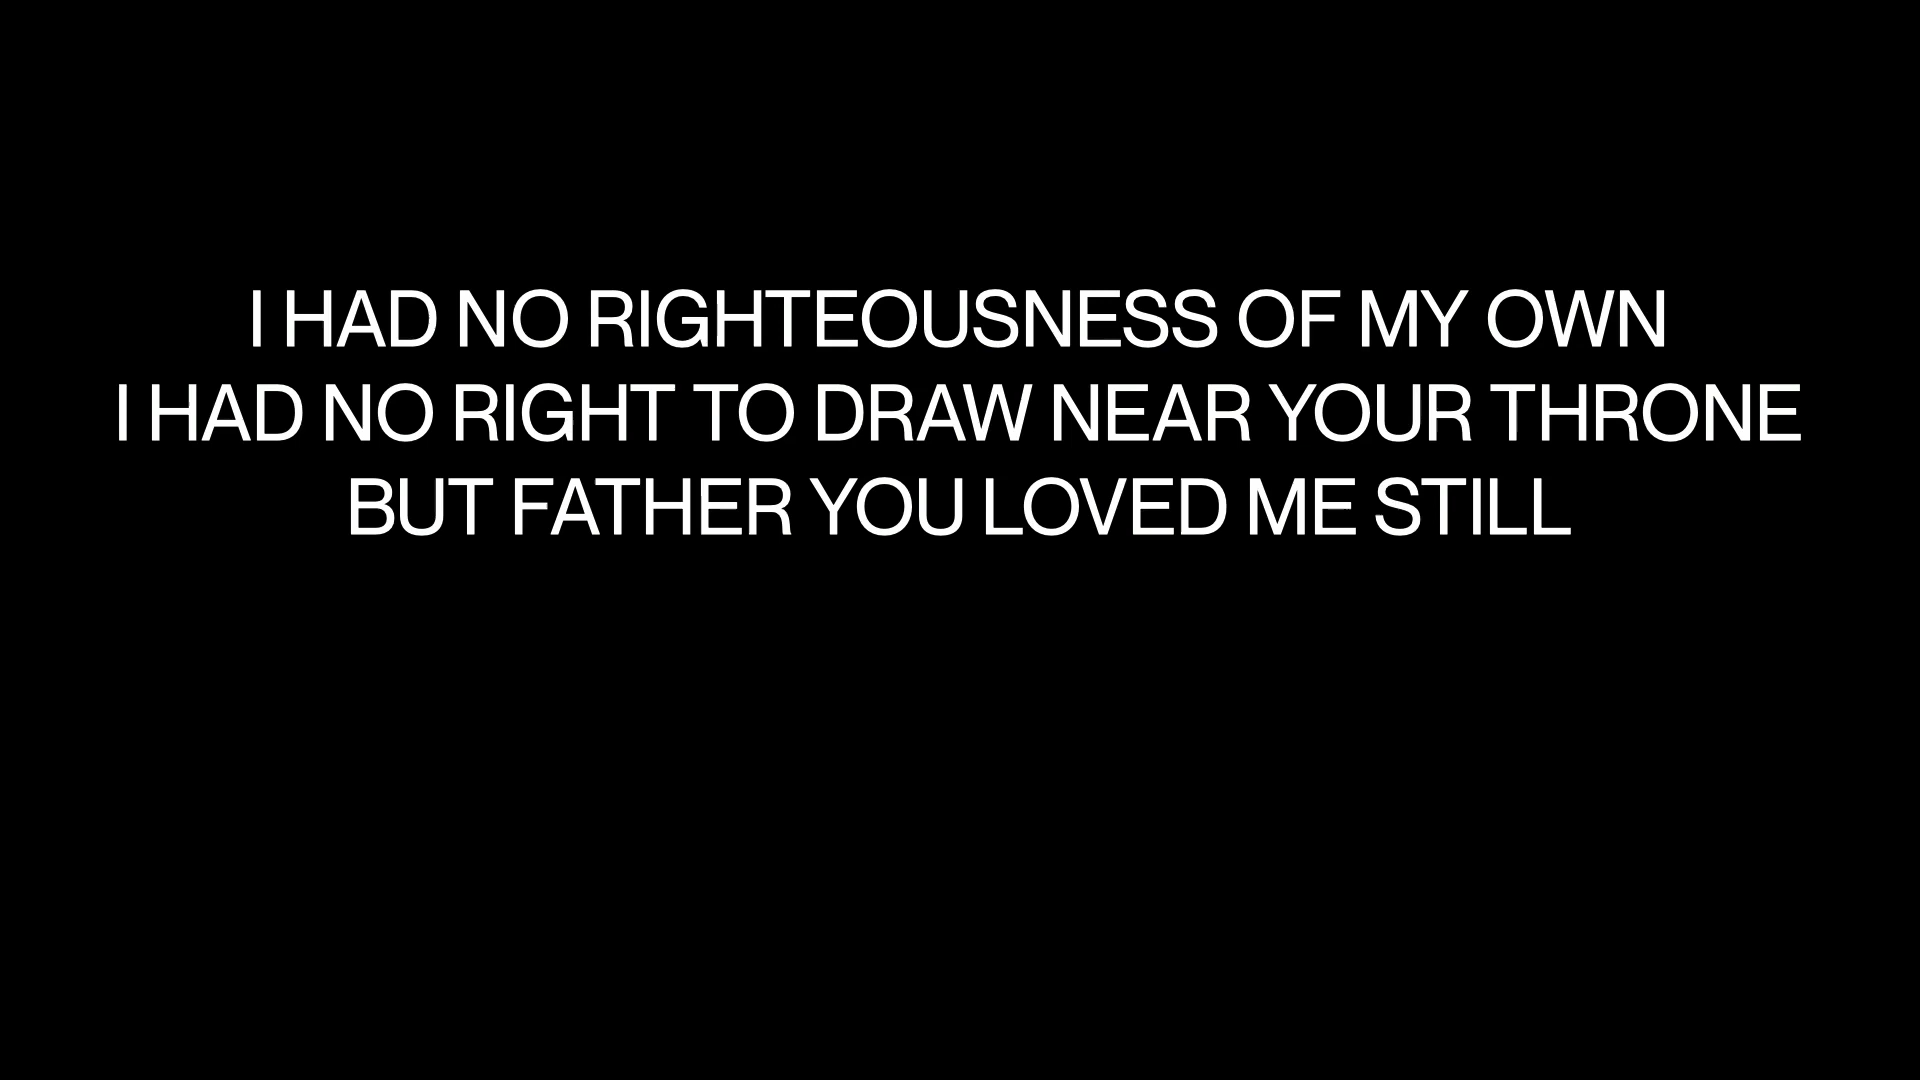 I HAD NO RIGHTEOUSNESS OF MY OWN
I HAD NO RIGHT TO DRAW NEAR YOUR THRONE
BUT FATHER YOU LOVED ME STILL